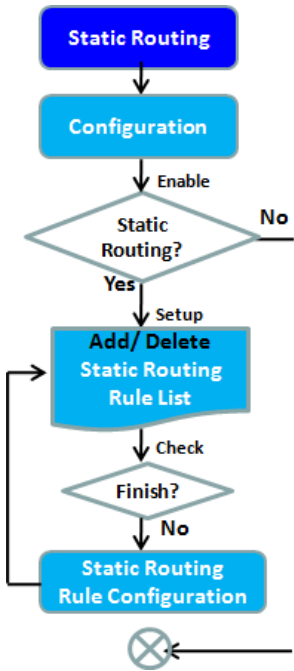 Static Routing
Configuration
Enable
Static
Routing?
No
Yes
Setup
Add/ Delete
Static Routing
Rule List
Check
Finish?
No
Static Routing
Rule Configuration